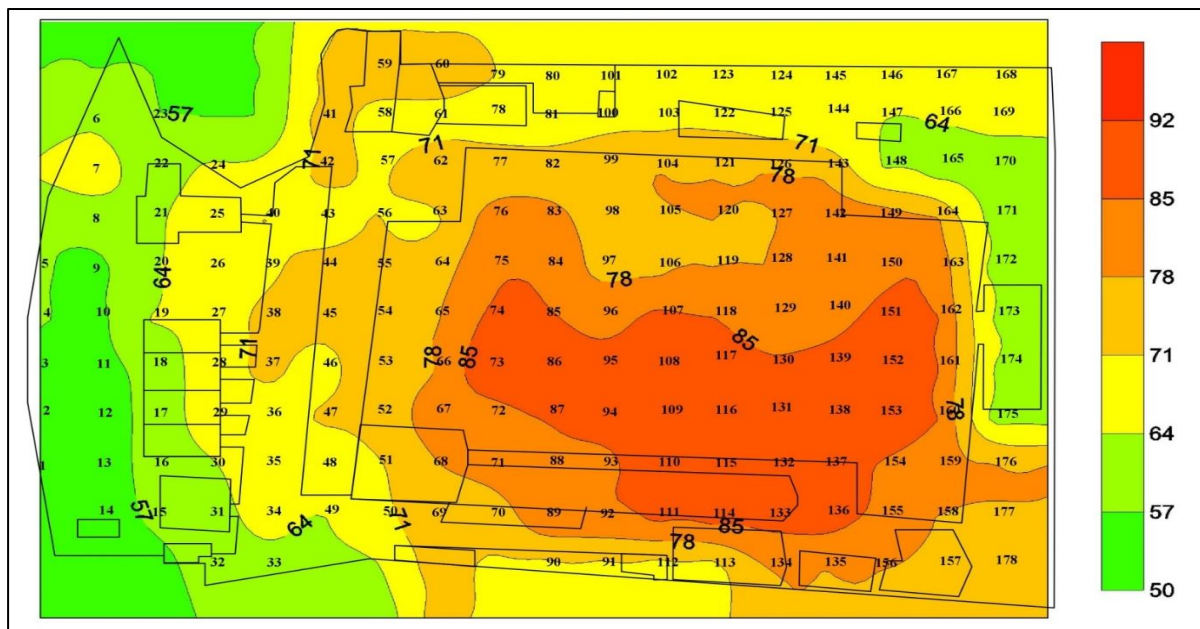 59 60 79 80 101 102 123 124 145 146 167 168
6 23 57 41 58 61 78 81 100 103 122 125 144 147 166 64 169
7 22 24 71 42 57 71 62 77 82 99 104 121 126 78 71 143 148 165 170
8 21 25 40 43 56 63 76 83 98 105 120 127 142 149 164 171
5 9 20 64 26 39 44 55 64 75 84 97 78 106 119 128 141 150 163 172
4 10 19 27 38 45 54 65 74 85 96 107 118 85 129 140 151 162 173
3 11 18 28 71 37 46 53 78 66 85 73 86 95 108 117 130 139 152 161 174
2 12 17 29 36 47 52 67 72 87 94 109 116 131 138 153 78 175
1 13 16 30 35 48 51 68 71 88 93 110 115 132 137 154 159 176
14 57 15 31 34 64 49 50 71 69 70 89 92 111 114 85 133 136 155 158 177
32 33 90 91 78 112 113 134 135 156 157 178
92
85
78
71
64
57
50